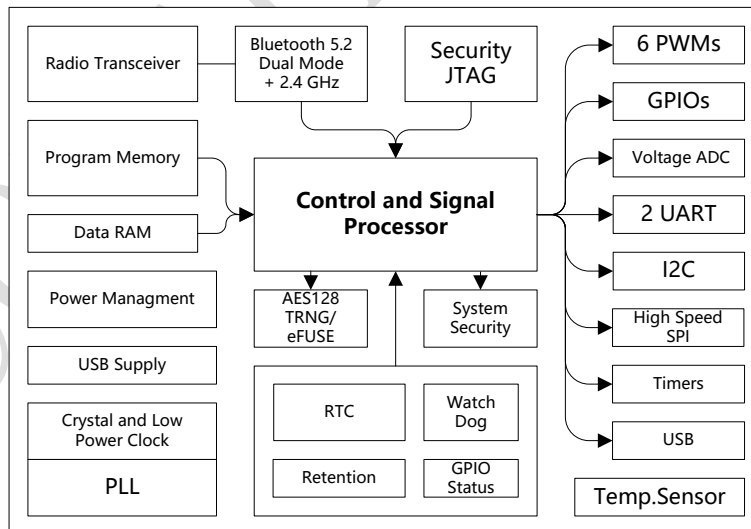 Radio Transceiver
Bluetooth 5.2
Dual Mode
+ 2.4 GHz
Security
JTAG
6 PWMs
GPIOs
Program Memory
Voltage ADC
Control and Signal
Processor
Data RAM
2 UART
I2C
Power Managment
AES128
TRNG/
eFUSE
System
Security
High Speed
SPI
USB Supply
Timers
Crystal and Low
Power Clock
RTC
Watch
Dog
USB
PLL
Retention
GPIO
Status
Temp.Sensor